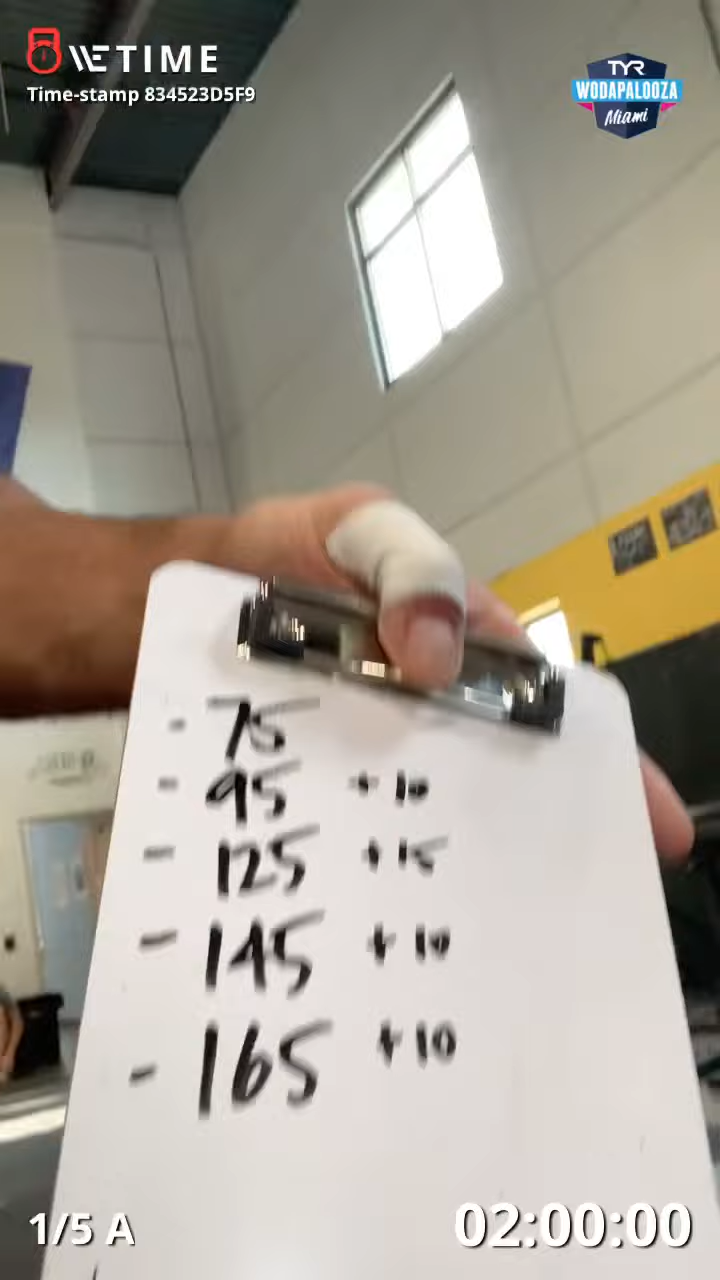 WETIME
Time-stamp 834523D5F9
TYR
WODAPALOOZA
Miami
- 75
- 95 + 10
- 125 + 15
- 145 + 10
- 165 + 10
1/5 A
02:00:00